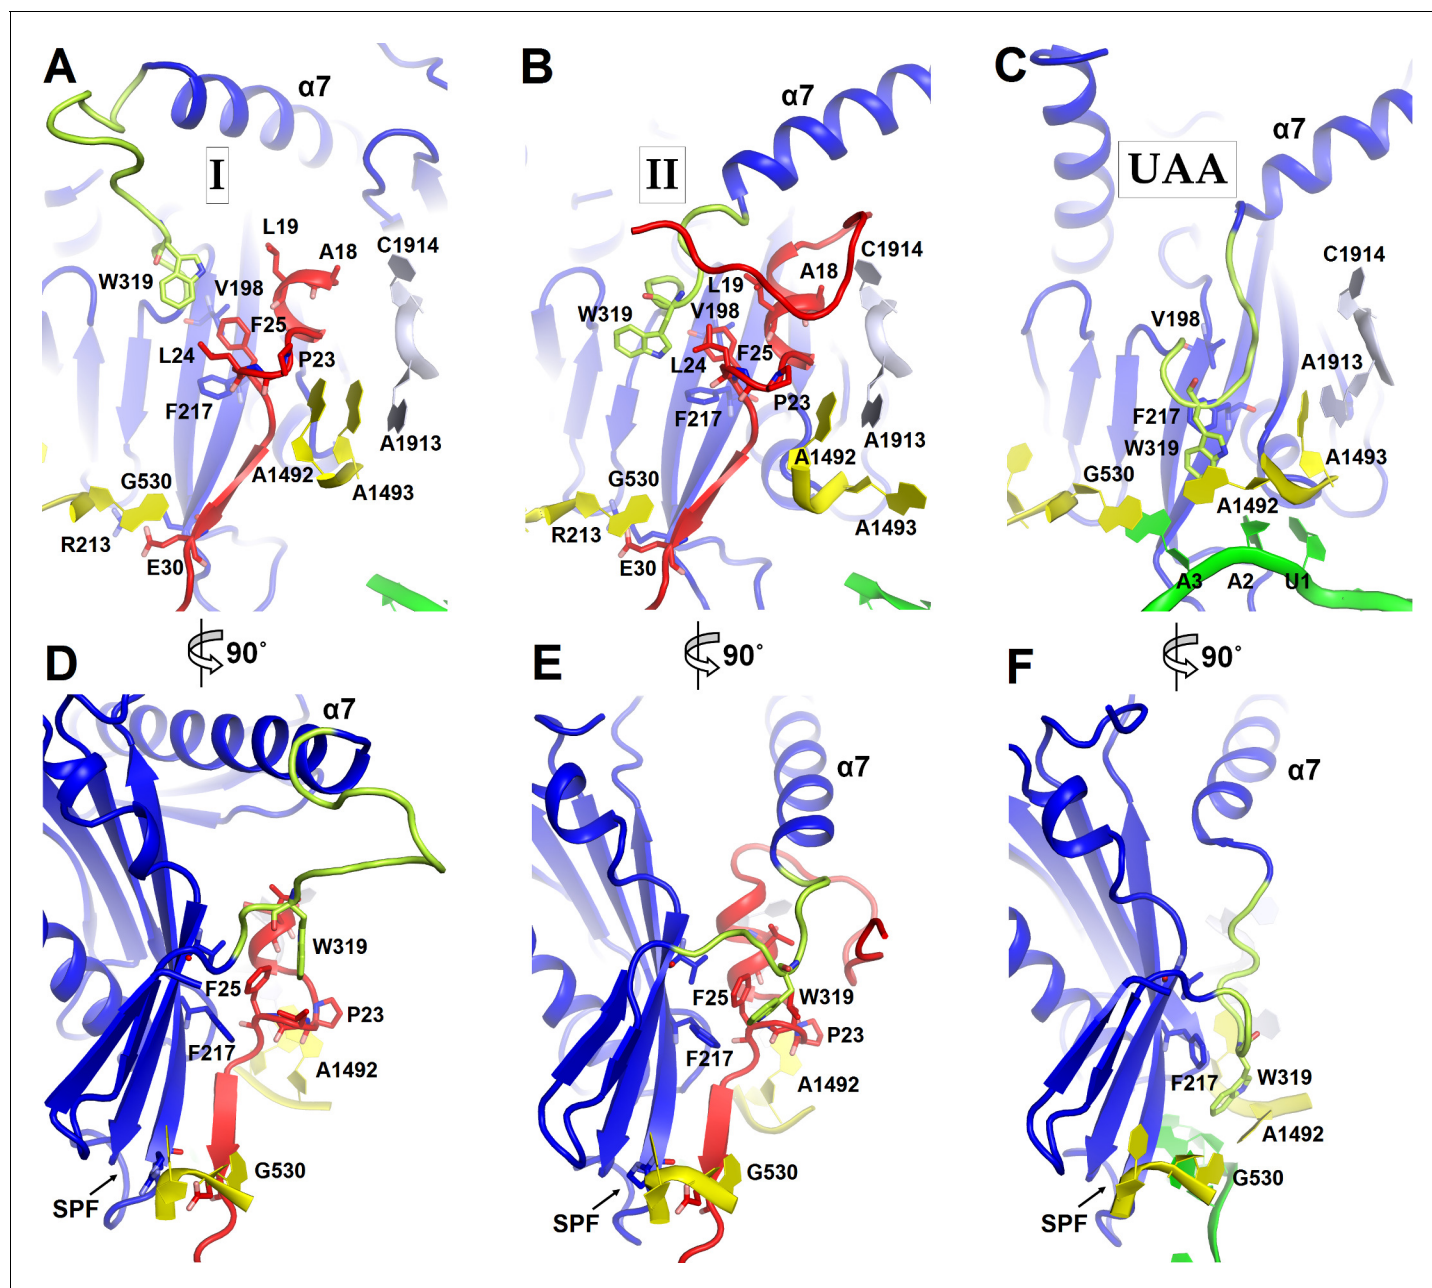 A
α7
I
L19
A18
C1914
W319
V198
F25
L24
P23
F217
A1913
G530
A1492
A1493
R213
E30
B
α7
II
C1914
A18
L19
W319
V198
F25
L24
P23
F217
A1913
A1492
G530
A1493
R213
E30
C
α7
UAA
C1914
V198
A1913
F217
W319
A1493
G530
A1492
A3
A2
U1
90°
90°
90°
D
α7
W319
F25
P23
F217
A1492
G530
SPF
E
α7
F25
W319
P23
F217
A1492
G530
SPF
F
α7
F217
W319
A1492
G530
SPF